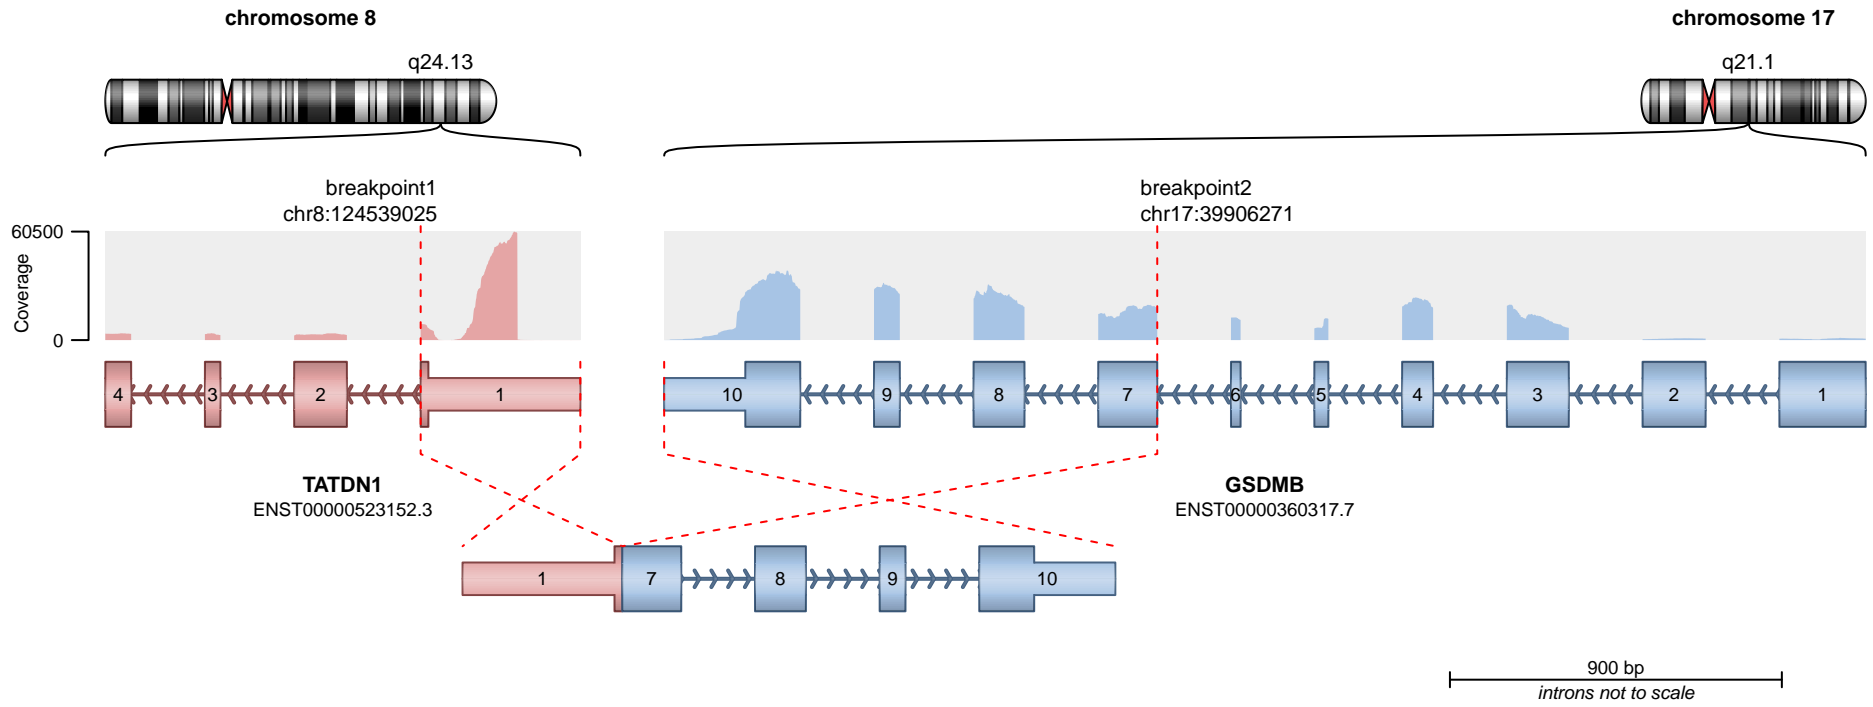 chromosome 8
chromosome 17
q24.13
q21.1
breakpoint1
chr8:124539025
breakpoint2
chr17:39906271
60500
Coverage
0
4 3 2 1
10 9 8 7 6 5 4 3 2 1
TATDN1
ENST00000523152.3
GSDMB
ENST00000360317.7
1 7 8 9 10
900 bp
introns not to scale